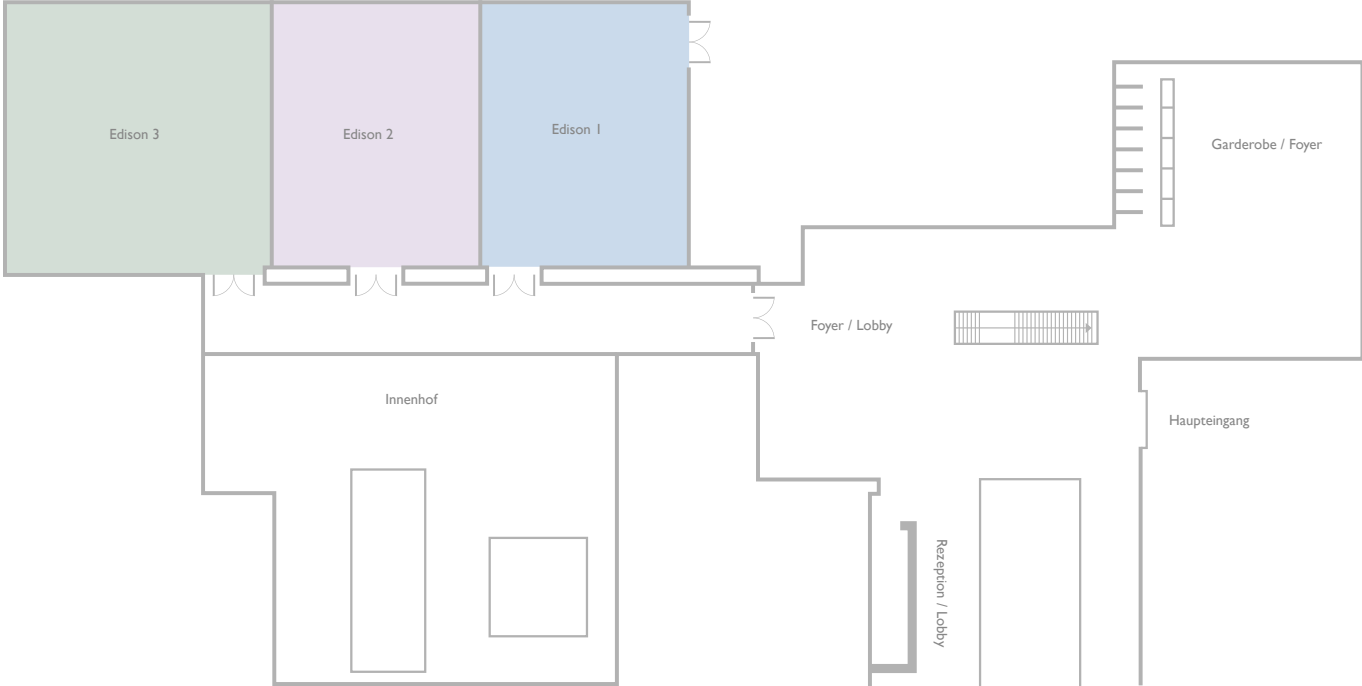 Edison 3
Edison 2
Edison 1
Garderobe / Foyer
Foyer / Lobby
Innenhof
Haupteingang
Rezeption / Lobby